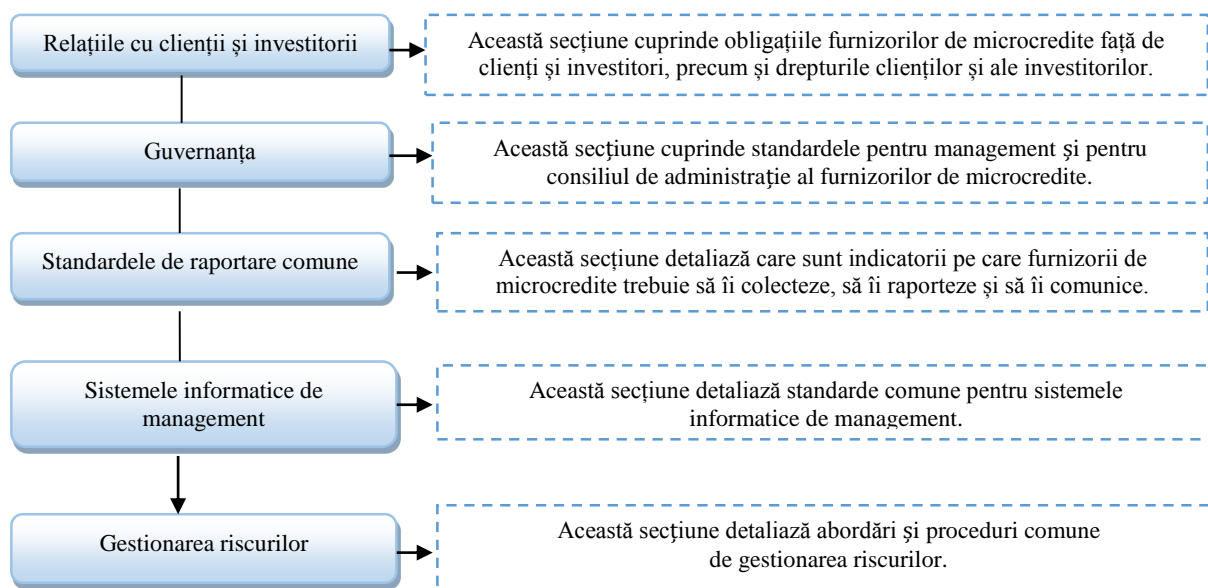 Relațiile cu clienții și investitorii
Această secțiune cuprinde obligațiile furnizorilor de microcredite față de
clienți și investitori, precum și drepturile clienților și ale investitorilor.
Guvernanța
Această secțiune cuprinde standardele pentru management și pentru
consiliul de administrație al furnizorilor de microcredite.
Standardele de raportare comune
Această secțiune detaliază care sunt indicatorii pe care furnizorii de
microcredite trebuie să îi colecteze, să îi raporteze și să îi comunice.
Sistemele informatice de
management
Această secțiune detaliază standarde comune pentru sistemele
informatice de management.
Gestionarea riscurilor
Această secțiune detaliază abordări și proceduri comune
de gestionarea riscurilor.